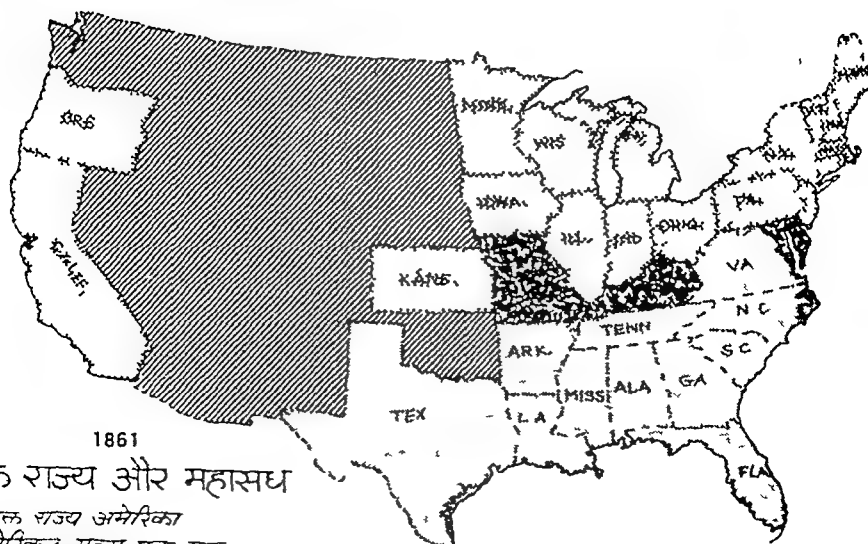 MINN.
ORE
WIS
N.Y.
IOWA.
PA.
ILL.
IND
OHIO.
CALIF.
KANS.
VA
N C
TENN
S C
ARK.
MISS
ALA
GA
TEX
LA
FLA
1861
राज्य और महासध
राज्य अमेरिका